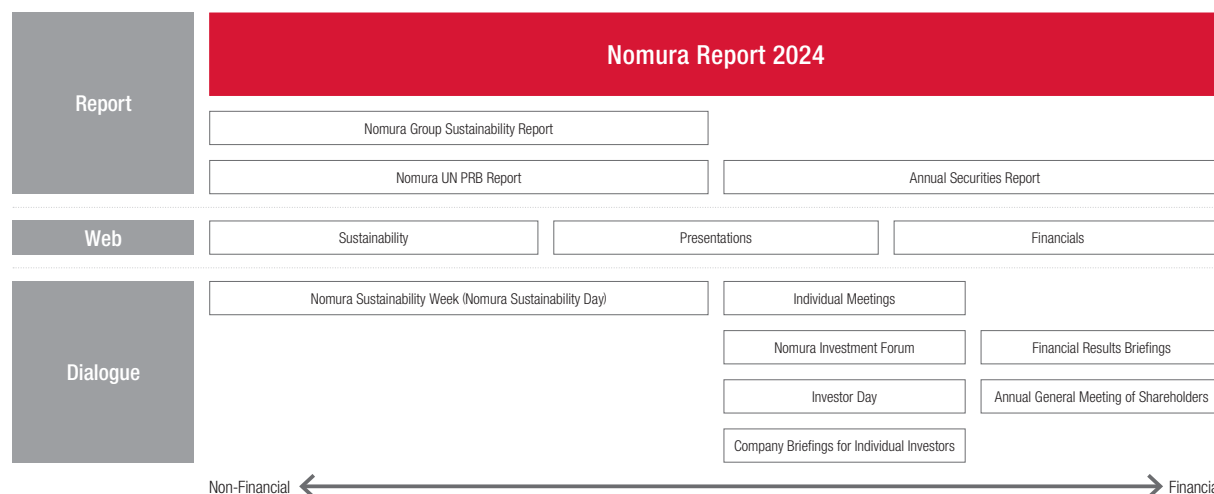 Report
Nomura Report 2024
Nomura Group Sustainability Report
Nomura UN PRB Report
Annual Securities Report
Web
Sustainability
Presentations
Financials
Dialogue
Nomura Sustainability Week (Nomura Sustainability Day)
Individual Meetings
Nomura Investment Forum
Financial Results Briefings
Investor Day
Annual General Meeting of Shareholders
Company Briefings for Individual Investors
Non-Financial
Financia